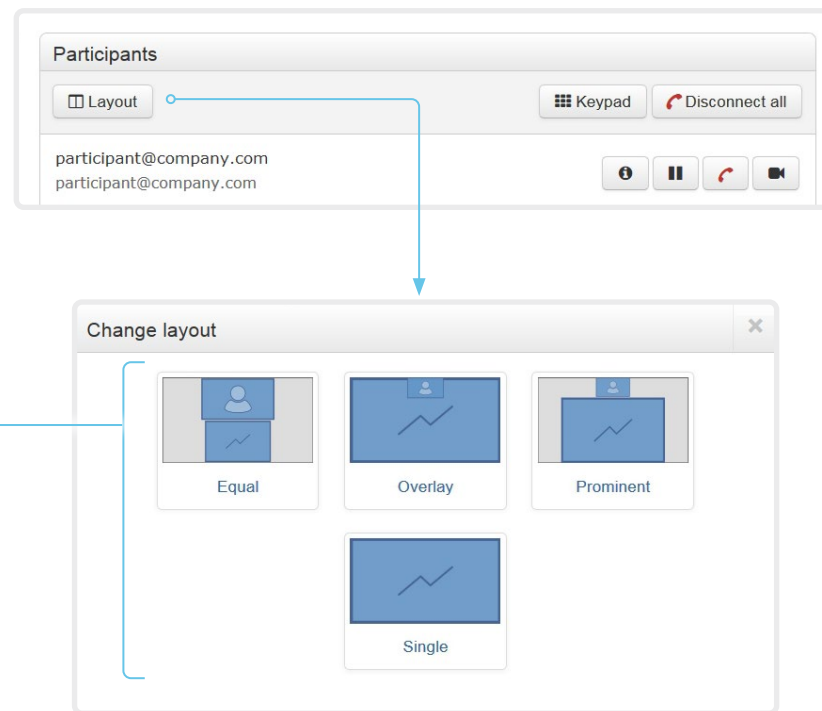 Participants
Layout Keypad Disconnect all
participant@company.com
participant@company.com
Change layout
Equal Overlay Prominent
Single